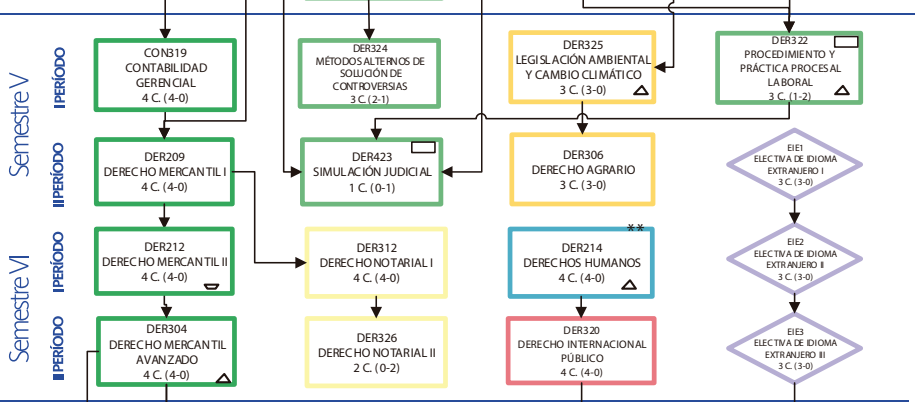 Semestre V
I PERÍODO
CON319
CONTABILIDAD
GERENCIAL
4 C. (4-0)
DER324
MÉTODOS ALTERNOS DE
SOLUCIÓN DE
CONTROVERSIAS
3 C. (2-1)
DER325
LEGISLACIÓN AMBIENTAL
Y CAMBIO CLIMÁTICO
3 C. (3-0)
DER322
PROCEDIMIENTO Y
PRÁCTICA PROCESAL
LABORAL
3 C. (1-2)
II PERÍODO
DER209
DERECHO MERCANTIL I
4 C. (4-0)
DER423
SIMULACIÓN JUDICIAL
1 C. (0-1)
DER306
DERECHO AGRARIO
3 C. (3-0)
EIE1
ELECTIVA DE IDIOMA
EXTRANJERO I
3 C. (3-0)
Semestre VI
I PERÍODO
DER212
DERECHO MERCANTIL II
4 C. (4-0)
DER312
DERECHO NOTARIAL I
4 C. (4-0)
**
DER214
DERECHOS HUMANOS
4 C. (4-0)
EIE2
ELECTIVA DE IDIOMA
EXTRANJERO II
3 C. (3-0)
II PERÍODO
DER304
DERECHO MERCANTIL
AVANZADO
4 C. (4-0)
DER326
DERECHO NOTARIAL II
2 C. (0-2)
DER320
DERECHO INTERNACIONAL
PÚBLICO
4 C. (4-0)
EIE3
ELECTIVA DE IDIOMA
EXTRANJERO III
3 C. (3-0)